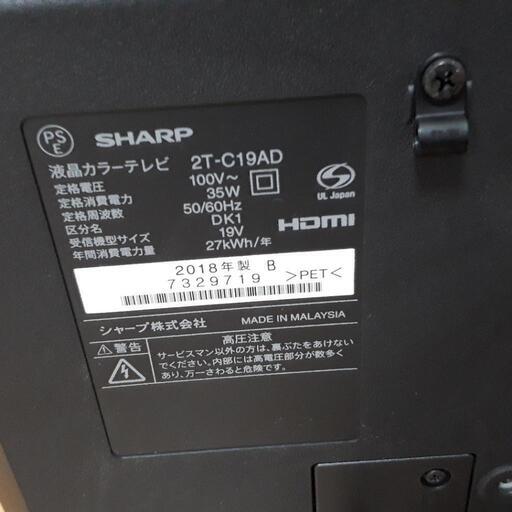 PS
E
SHARP
液晶カラーテレビ 2T-C19AD
定格電圧 100V～
定格消費電力 35W
定格周波数 50/60Hz
区分名 DK1
受信機型サイズ 19V
年間消費電力量 27kWh/年
S
UL Japan
HDMI
2018年製 B
7329719 >PET<
シャープ株式会社 MADE IN MALAYSIA
警告
高圧注意
サービスマン以外の方は、裏ぶたをあけない
でください。内部には高電圧部分が数多く
あり、万一さわると危険です。